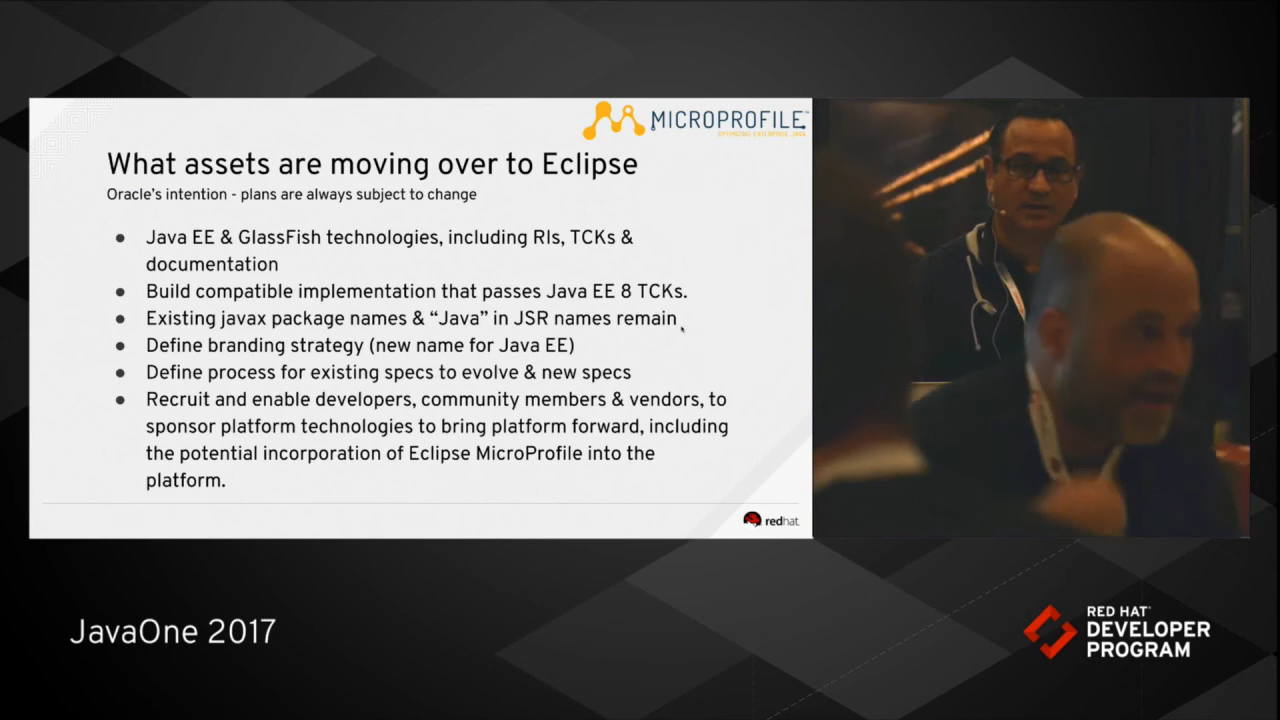 MICROPROFILE™
OPTIMIZING ENTERPRISE JAVA
What assets are moving over to Eclipse
Oracle's intention - plans are always subject to change
● Java EE & GlassFish technologies, including RIs, TCKs &
documentation
● Build compatible implementation that passes Java EE 8 TCKs.
● Existing javax package names & “Java” in JSR names remain
● Define branding strategy (new name for Java EE)
● Define process for existing specs to evolve & new specs
● Recruit and enable developers, community members & vendors, to
sponsor platform technologies to bring platform forward, including
the potential incorporation of Eclipse MicroProfile into the
platform.
redhat.
JavaOne 2017
RED HAT®
DEVELOPER
PROGRAM